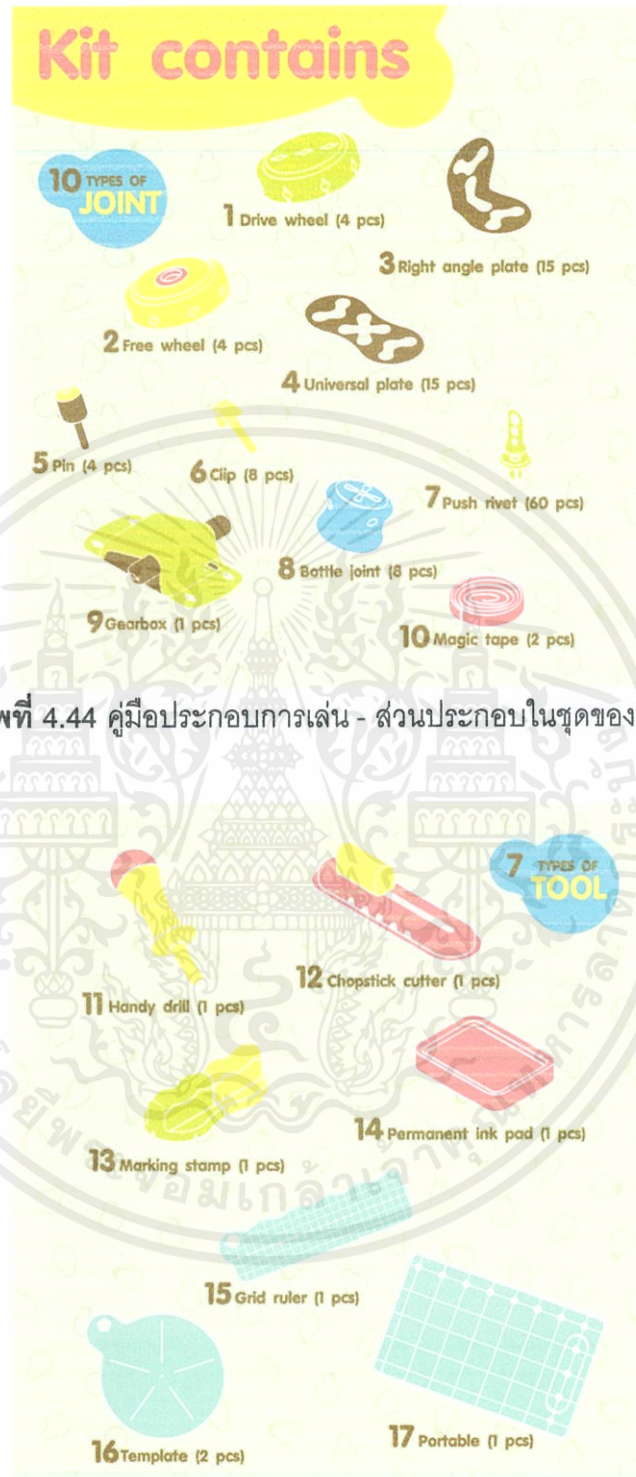 Kit contains
10 TYPES OF
JOINT
1 Drive wheel (4 pcs)
3 Right angle plate (15 pcs)
2 Free wheel (4 pcs)
4 Universal plate (15 pcs)
5 Pin (4 pcs)
6 Clip (8 pcs)
7 Push rivet (60 pcs)
8 Bottle joint (8 pcs)
9 Gearbox (1 pcs)
10 Magic tape (2 pcs)
4.44 คู่มือประกอบการเล่น - ส่วนประกอบในชุดของ
7 TYPES OF
TOOL
12 Chopstick cutter (1 pcs)
11 Handy drill (1 pcs)
14 Permanent ink pad (1 pcs)
13 Marking stamp (1 pcs)
15 Grid ruler (1 pcs)
17 Portable (1 pcs)
16 Template (2 pcs)